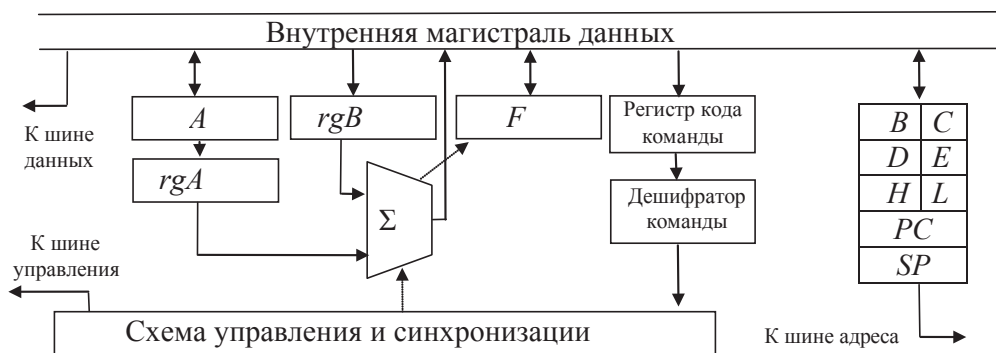 Внутренняя магистраль данных
A
rgB
F
Регистр кода
команды
B C
К шине
данных
D E
rgA
Дешифратор
команды
H L
Σ
PC
К шине
управления
SP
Схема управления и синхронизации
К шине адреса